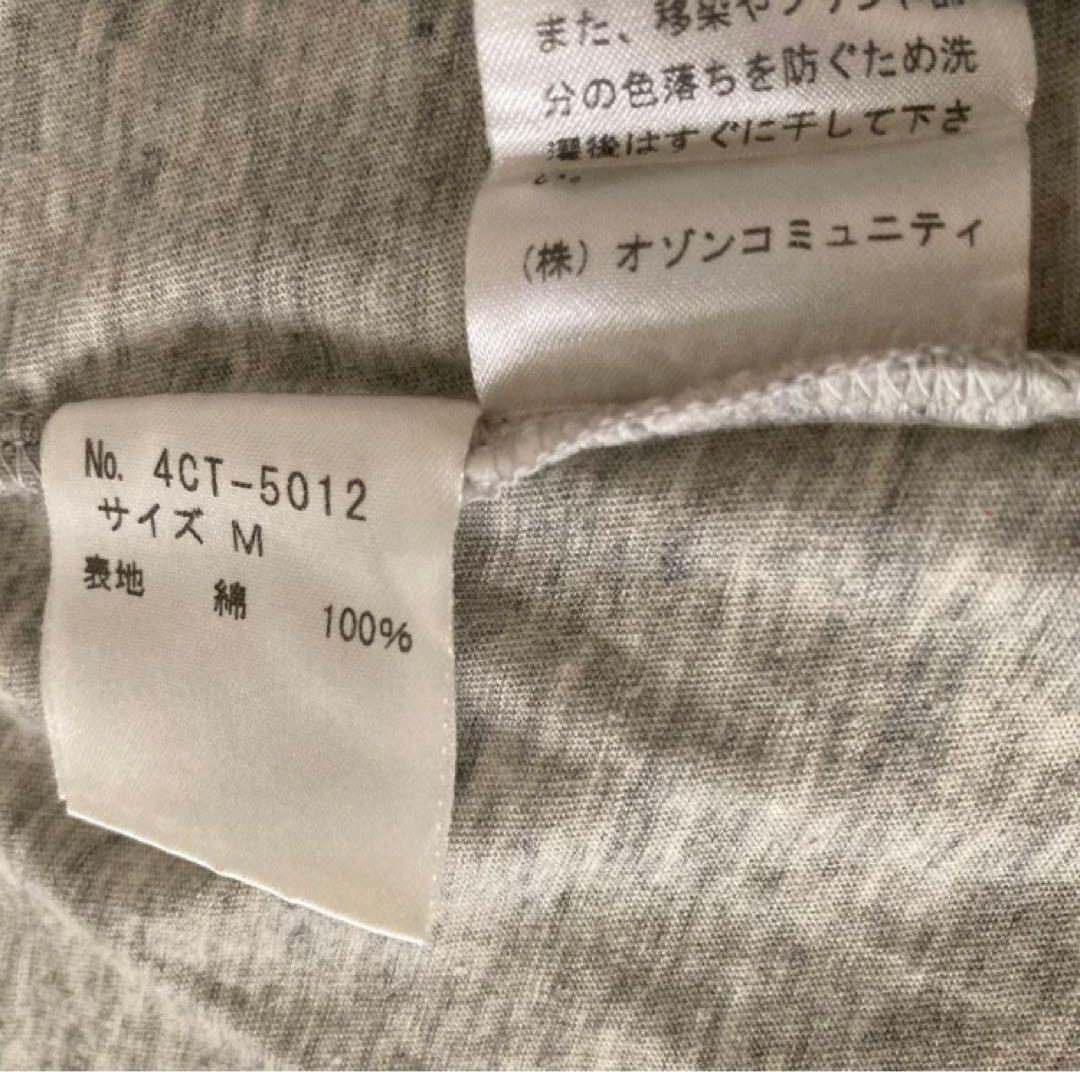 また、移染やプリント部
分の色落ちを防ぐため洗
濯後はすぐに干して下さ
い。
(株) オゾンコミュニティ
No. 4CT-5012
サイズ M
表地 綿 100%